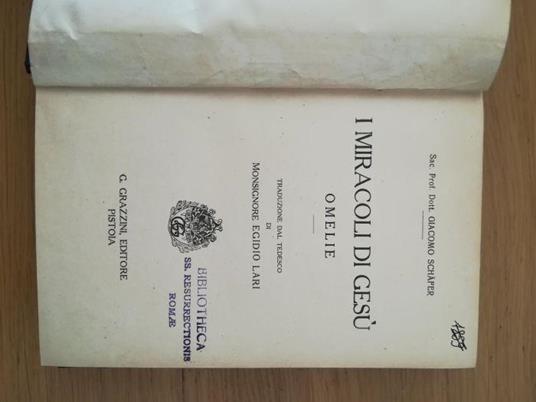 Sac. Prof. Dott. GIACOMO SCHÄFER
I MIRACOLI DI GESÙ
OMELIE
TRADUZIONE DAL TEDESCO
DI
MONSIGNORE EGIDIO LARI
BIBLIOTHECA
SS. RESURRECTIONIS
ROMÆ
G. GRAZZINI, EDITORE
PISTOIA